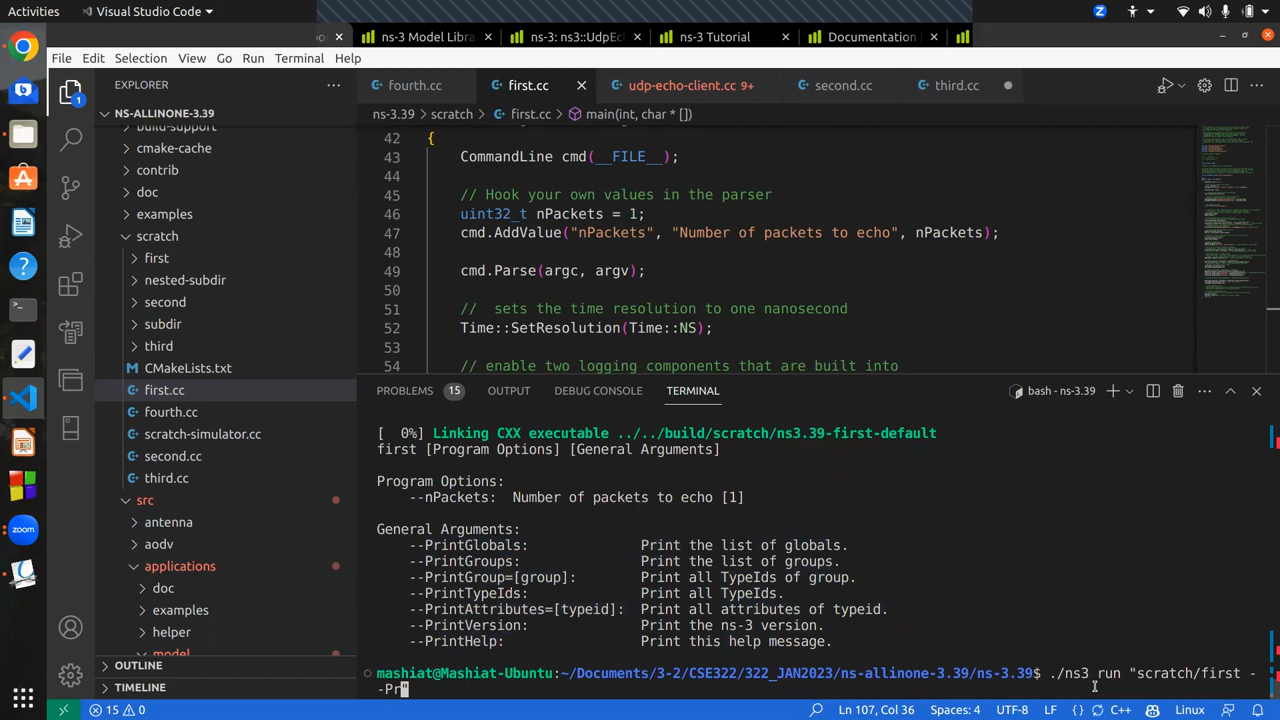 Activities
Visual Studio Code
ns-3 Model Libra
ns-3: ns3::UdpEc
ns-3 Tutorial
Documentation
File Edit Selection View Go Run Terminal Help
EXPLORER
fourth.cc
first.cc
udp-echo-client.cc 9+
second.cc
third.cc
1
NS-ALLINONE-3.39
ns-3.39 > scratch > first.cc > main(int, char * [])
build-support
cmake-cache
contrib
doc
examples
scratch
first
nested-subdir
second
subdir
third
CMakeLists.txt
first.cc
fourth.cc
scratch-simulator.cc
second.cc
third.cc
src
antenna
aodv
applications
doc
examples
helper
model
OUTLINE
TIMELINE
42 {
43 CommandLine cmd(__FILE__);
44
45 // Hook your own values in the parser
46 uint32_t nPackets = 1;
47 cmd.AddValue("nPackets", "Number of packets to echo", nPackets);
48
49 cmd.Parse(argc, argv);
50
51 // sets the time resolution to one nanosecond
52 Time::SetResolution(Time::NS);
53
54 // enable two logging components that are built into
PROBLEMS 15 OUTPUT DEBUG CONSOLE TERMINAL
bash - ns-3.39
[ 0%] Linking CXX executable ../../build/scratch/ns3.39-first-default
first [Program Options] [General Arguments]
Program Options:
--nPackets: Number of packets to echo [1]
General Arguments:
--PrintGlobals: Print the list of globals.
--PrintGroups: Print the list of groups.
--PrintGroup=[group]: Print all TypeIds of group.
--PrintTypeIds: Print all TypeIds.
--PrintAttributes=[typeid]: Print all attributes of typeid.
--PrintVersion: Print the ns-3 version.
--PrintHelp: Print this help message.
mashiat@Mashiat-Ubuntu:~/Documents/3-2/CSE322/322_JAN2023/ns-allinone-3.39/ns-3.39$ ./ns3 run "scratch/first -
-Pr"
15 0
Ln 107, Col 36 Spaces: 4 UTF-8 LF {} C++ Linux
zoom